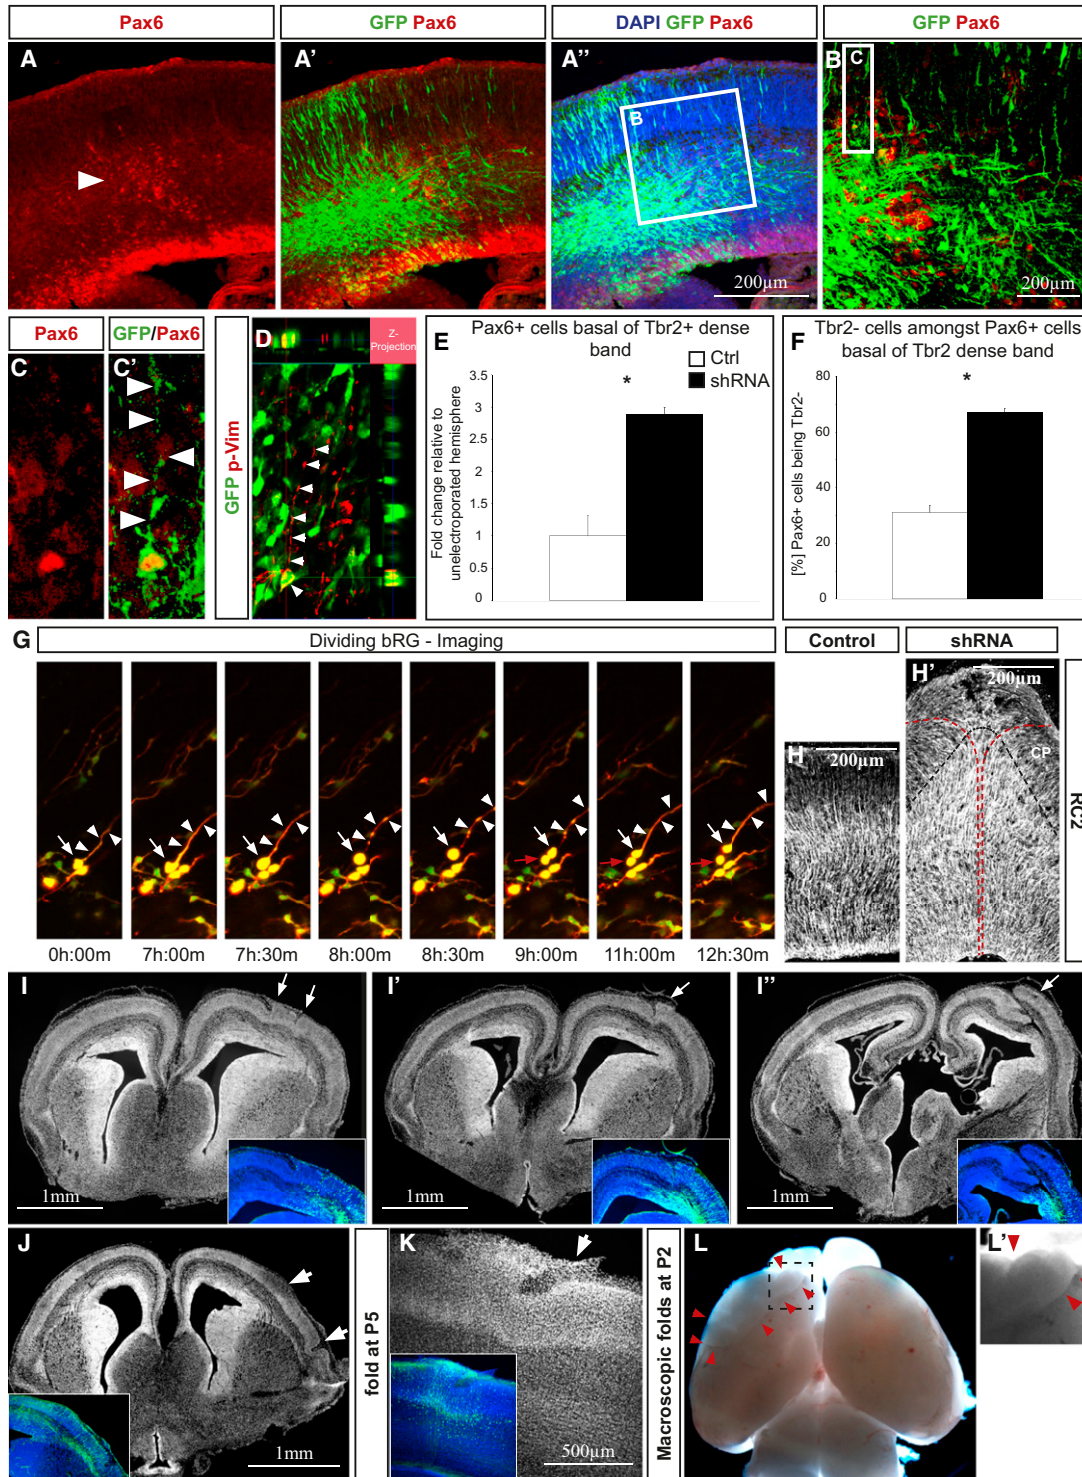 Pax6
GFP Pax6
DAPI GFP Pax6
GFP Pax6
A
A'
A''
B
200µm
B
C
200µm
Pax6
GFP/Pax6
C
C'
GFP p-Vim
D
Z-
Projection
E
Pax6+ cells basal of Tbr2+ dense
band
Ctrl
shRNA
*
Fold change relative to
unelectroporated hemisphere
3.5
3
2.5
2
1.5
1
0.5
0
F
Tbr2- cells amongst Pax6+ cells
basal of Tbr2 dense band
*
[%] Pax6+ cells being Tbr2-
80
60
40
20
0
G
Dividing bRG - Imaging
0h:00m
7h:00m
7h:30m
8h:00m
8h:30m
9h:00m
11h:00m
12h:30m
Control
shRNA
H
200µm
H'
200µm
CP
RC2
I
1mm
I'
1mm
I''
1mm
J
1mm
fold at P5
K
500µm
Macroscopic folds at P2
L
L'